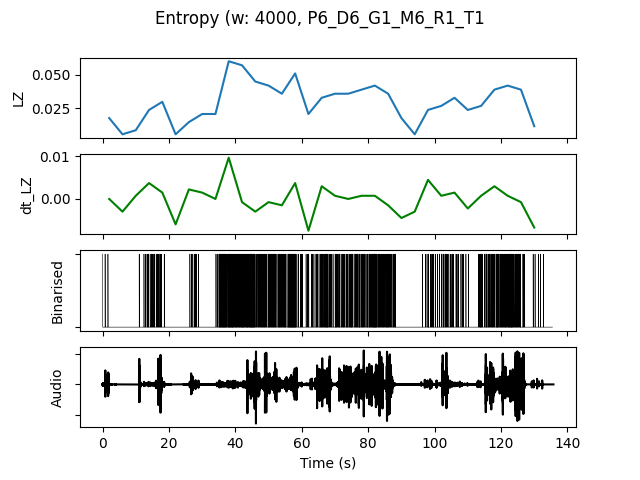 Entropy (w: 4000, P6_D6_G1_M6_R1_T1
0.050
0.025
LZ
0.01
0.00
dt_LZ
Binarised
Audio
0 20 40 60 80 100 120 140
Time (s)